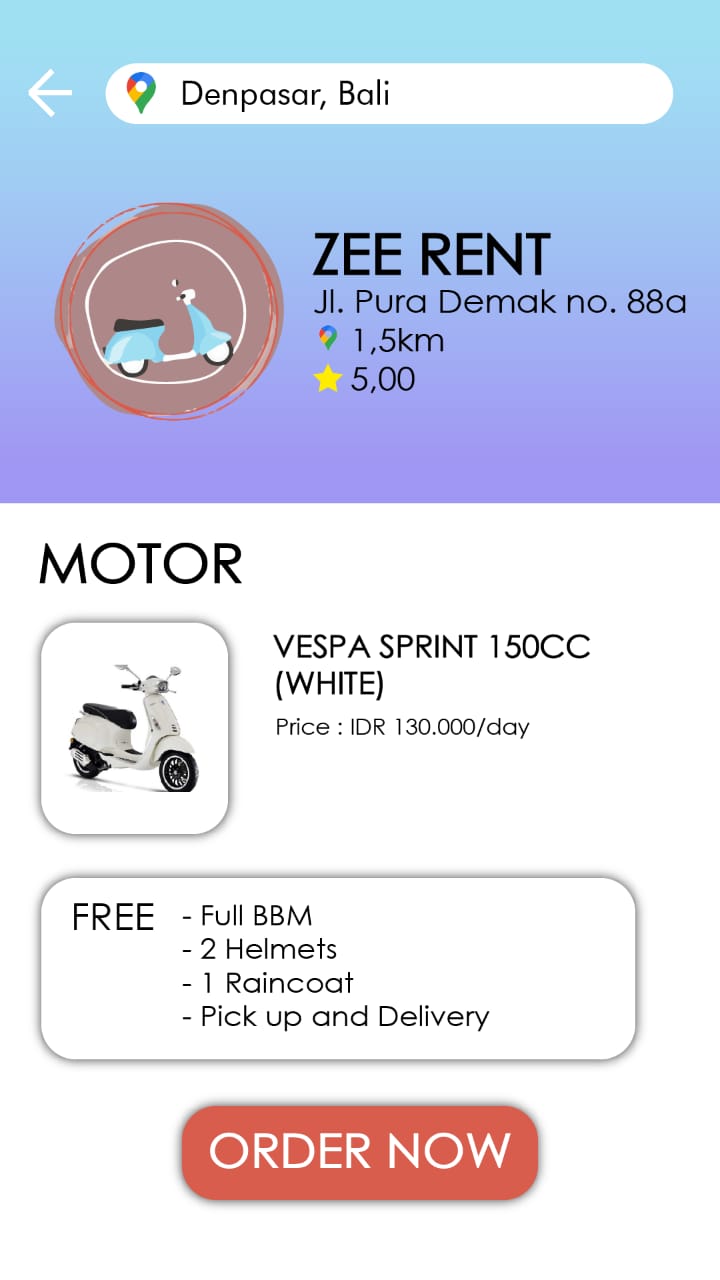 Denpasar, Bali
ZEE RENT
Jl. Pura Demak no. 88a
1,5km
5,00
MOTOR
VESPA SPRINT 150CC
(WHITE)
Price : IDR 130.000/day
FREE - Full BBM
- 2 Helmets
- 1 Raincoat
- Pick up and Delivery
ORDER NOW